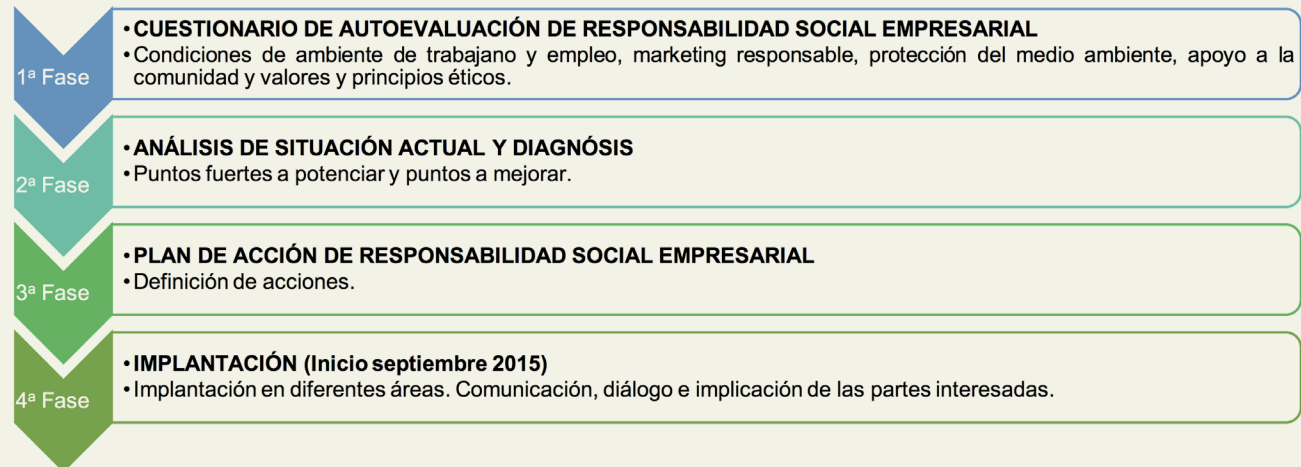 1ª Fase
• CUESTIONARIO DE AUTOEVALUACIÓN DE RESPONSABILIDAD SOCIAL EMPRESARIAL
• Condiciones de ambiente de trabajano y empleo, marketing responsable, protección del medio ambiente, apoyo a la
comunidad y valores y principios éticos.
2ª Fase
• ANÁLISIS DE SITUACIÓN ACTUAL Y DIAGNÓSIS
• Puntos fuertes a potenciar y puntos a mejorar.
3ª Fase
• PLAN DE ACCIÓN DE RESPONSABILIDAD SOCIAL EMPRESARIAL
• Definición de acciones.
4ª Fase
• IMPLANTACIÓN (Inicio septiembre 2015)
• Implantación en diferentes áreas. Comunicación, diálogo e implicación de las partes interesadas.